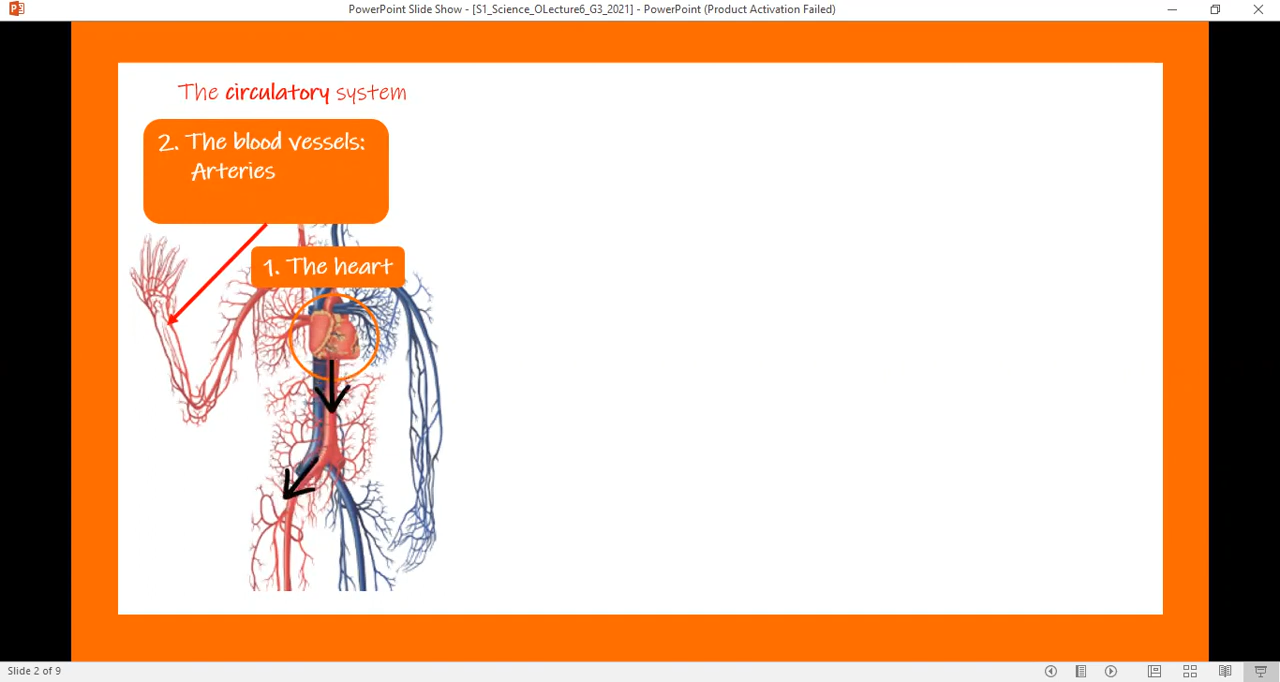 PowerPoint Slide Show - [S1_Science_OLecture6_G3_2021] - PowerPoint (Product Activation Failed)
The circulatory system
2. The blood vessels:
Arteries
1. The heart
Slide 2 of 9